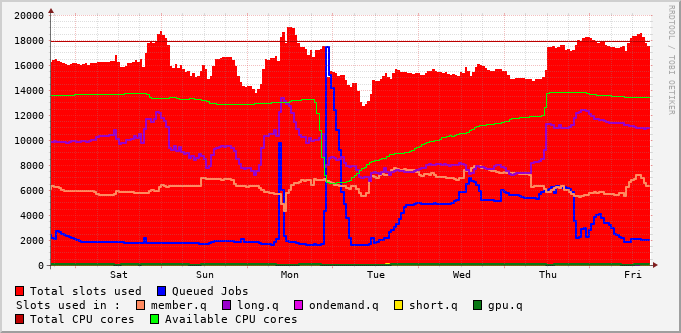 20000
18000
16000
14000
12000
10000
8000
6000
4000
2000
0
Sat Sun Mon Tue Wed Thu Fri
RRDTOOL / TOBI OETIKER
Total slots used Queued Jobs
Slots used in : member.q long.q ondemand.q short.q gpu.q
Total CPU cores Available CPU cores